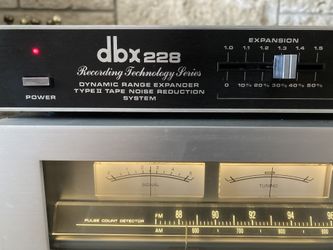 EXPANSION
dbx 228
1.0 1.1 1.2 1.3 1.4 1.5
Recording Technology Series
POWER
DYNAMIC RANGE EXPANDER
TYPE II TAPE NOISE REDUCTION
SYSTEM
0 10% 20% 30% 40% 50%
SIGNAL
TUNING
PULSE COUNT DETECTOR
FM 88 90 92 94 96 98
AM